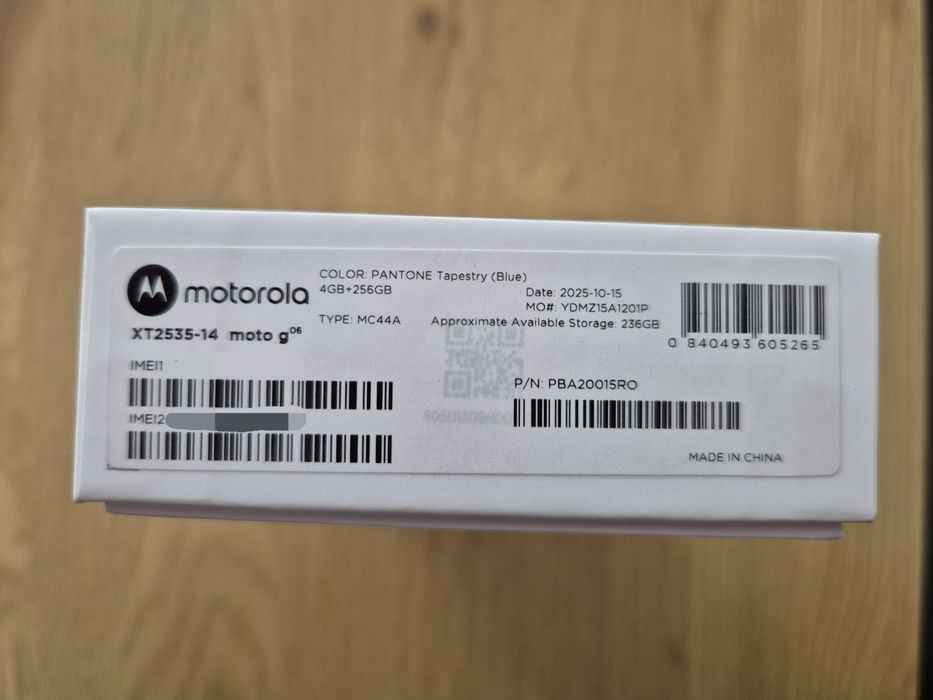 motorola
COLOR: PANTONE Tapestry (Blue)
4GB+256GB
Date: 2025-10-15
MO#: YDMZ15A1201P
TYPE: MC44A
Approximate Available Storage: 236GB
0 840493 605265
XT2535-14 moto g06
IMEI1
P/N: PBA20015RO
IMEI2
MADE IN CHINA